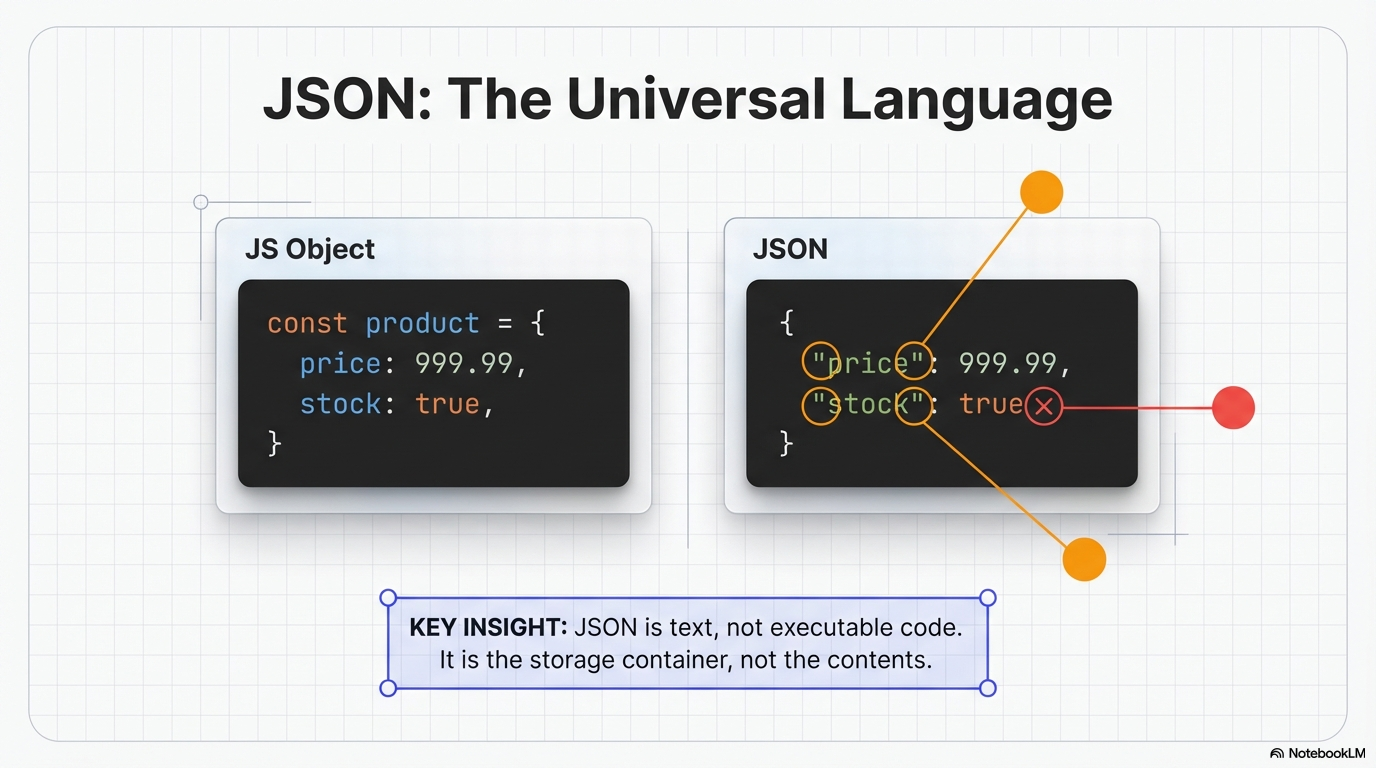 JSON: The Universal Language
JS Object
const product = {
  price: 999.99,
  stock: true,
}
JSON
{
  "price": 999.99,
  "stock": true
}
KEY INSIGHT: JSON is text, not executable code.
It is the storage container, not the contents.
NotebookLM